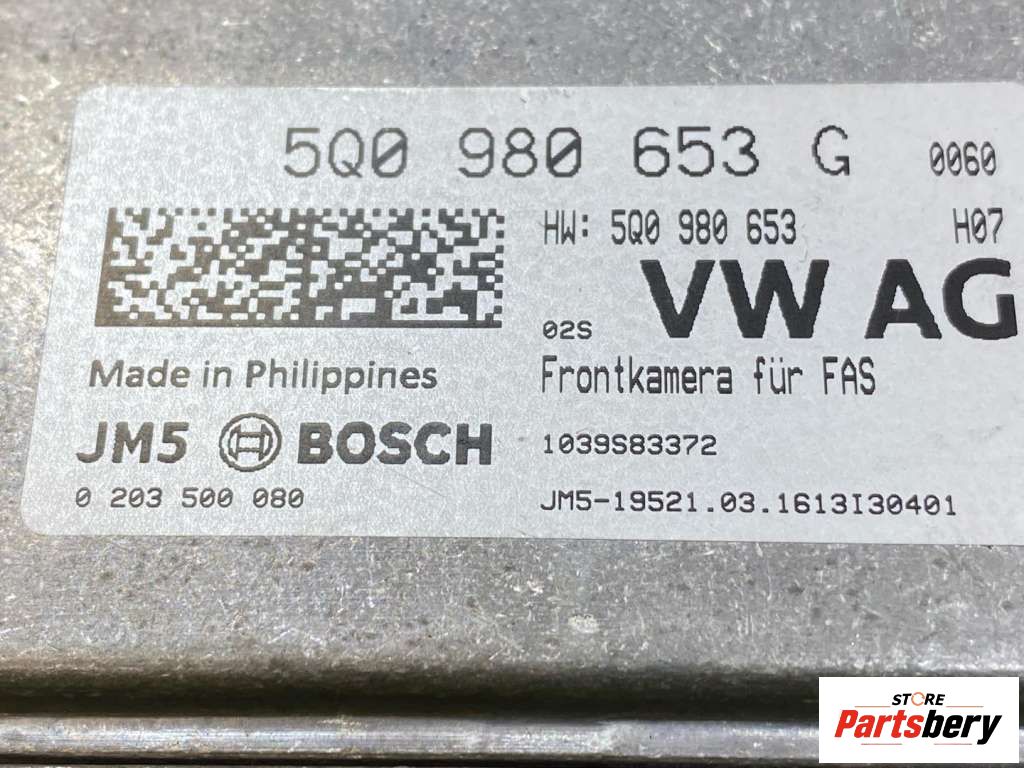 5Q0 980 653 G 0060
HW: 5Q0 980 653 H07
VW AG
02S
Made in Philippines
Frontkamera für FAS
JM5 BOSCH
1039S83372
0 203 500 080
JM5-19521.03.1613I30401
STORE
Partsbery